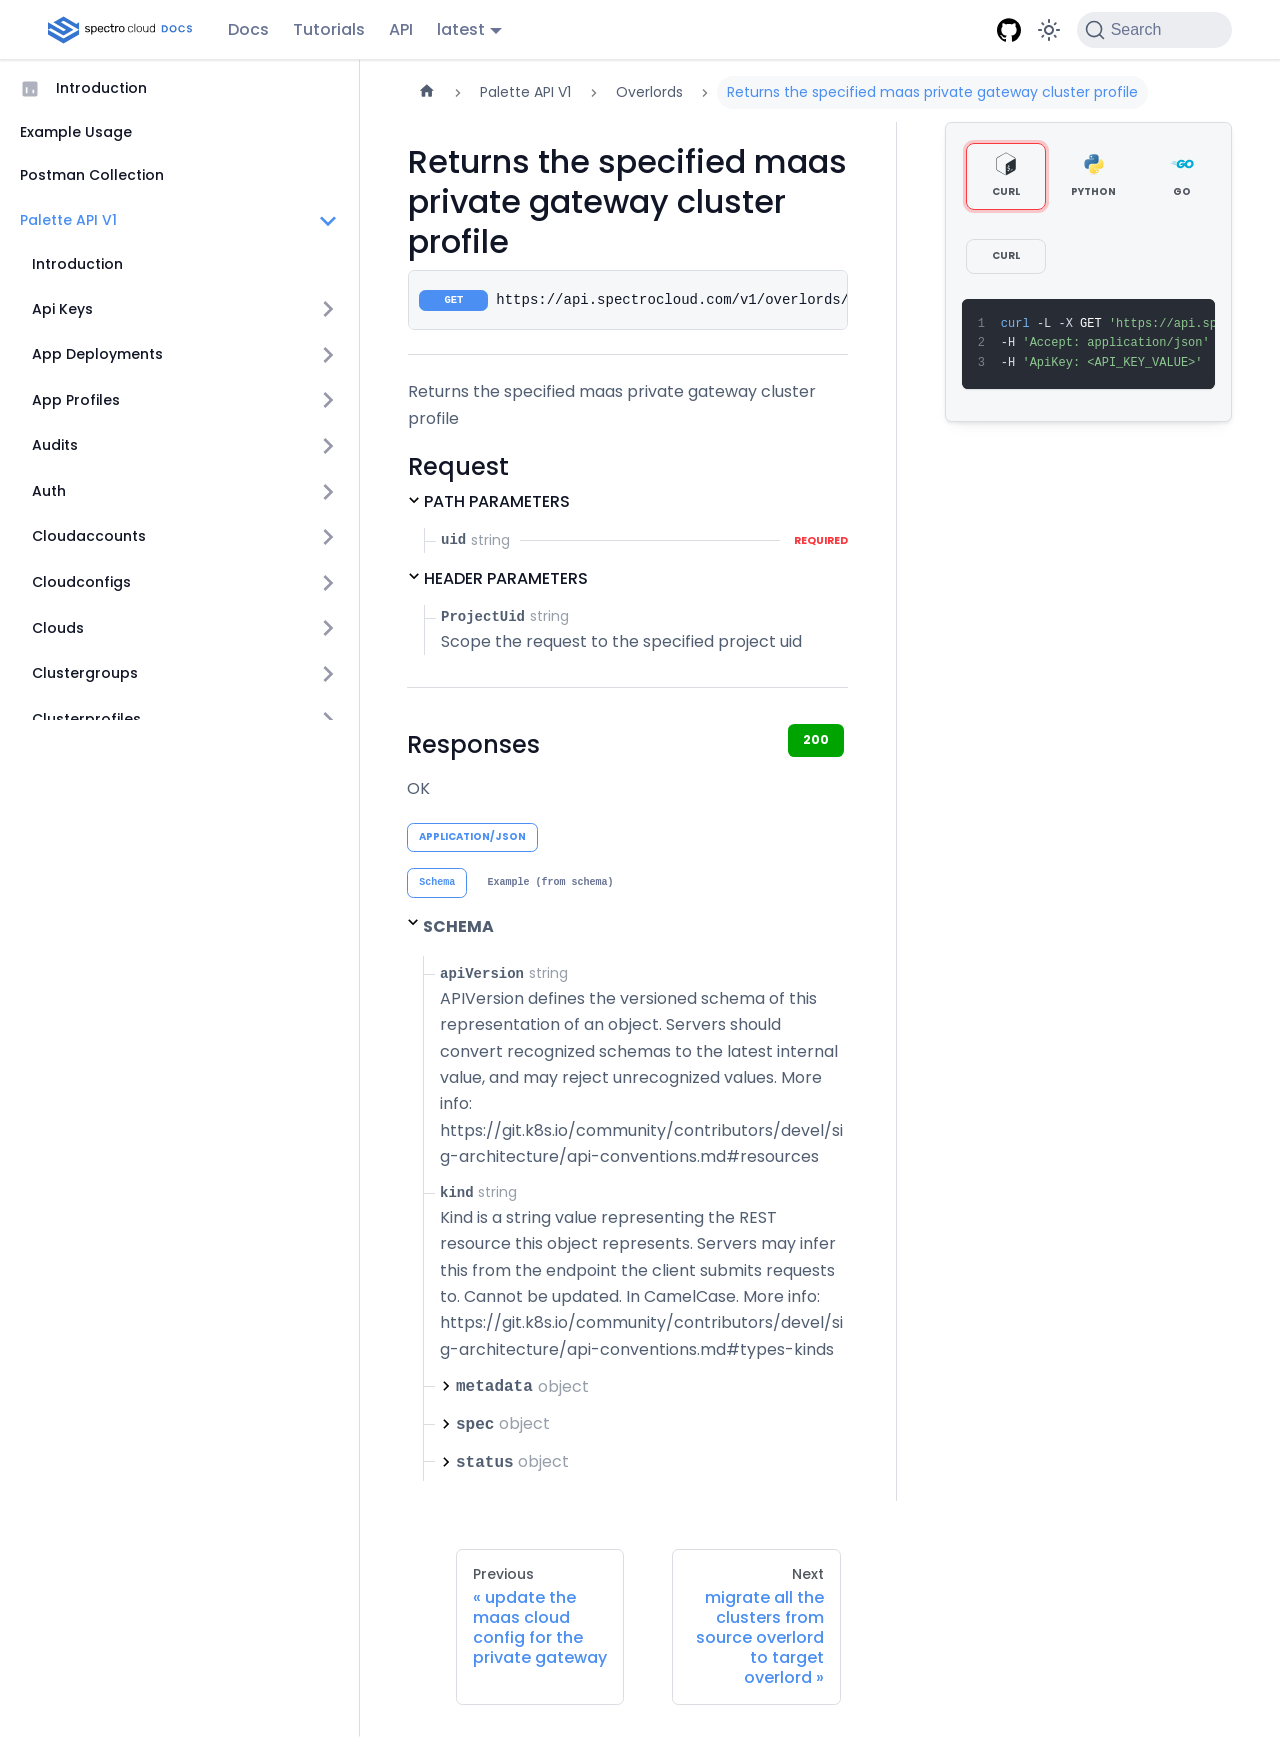 spectro cloud DOCS
Docs
Tutorials
API
latest
Search
Introduction
Example Usage
Postman Collection
Palette API V1
Introduction
Api Keys
App Deployments
App Profiles
Audits
Auth
Cloudaccounts
Cloudconfigs
Clouds
Clustergroups
Clusterprofiles
Palette API V1
Overlords
Returns the specified maas private gateway cluster profile
Returns the specified maas
private gateway cluster
profile
GET https://api.spectrocloud.com/v1/overlords/
Returns the specified maas private gateway cluster
profile
Request
PATH PARAMETERS
uid string REQUIRED
HEADER PARAMETERS
ProjectUid string
Scope the request to the specified project uid
Responses
200
OK
APPLICATION/JSON
Schema
Example (from schema)
SCHEMA
apiVersion string
APIVersion defines the versioned schema of this
representation of an object. Servers should
convert recognized schemas to the latest internal
value, and may reject unrecognized values. More
info:
https://git.k8s.io/community/contributors/devel/si
g-architecture/api-conventions.md#resources
kind string
Kind is a string value representing the REST
resource this object represents. Servers may infer
this from the endpoint the client submits requests
to. Cannot be updated. In CamelCase. More info:
https://git.k8s.io/community/contributors/devel/si
g-architecture/api-conventions.md#types-kinds
metadata object
spec object
status object
CURL
PYTHON
GO
CURL
1 curl -L -X GET 'https://api.sp
2 -H 'Accept: application/json'
3 -H 'ApiKey: <API_KEY_VALUE>'
Previous
« update the
maas cloud
config for the
private gateway
Next
migrate all the
clusters from
source overlord
to target
overlord »